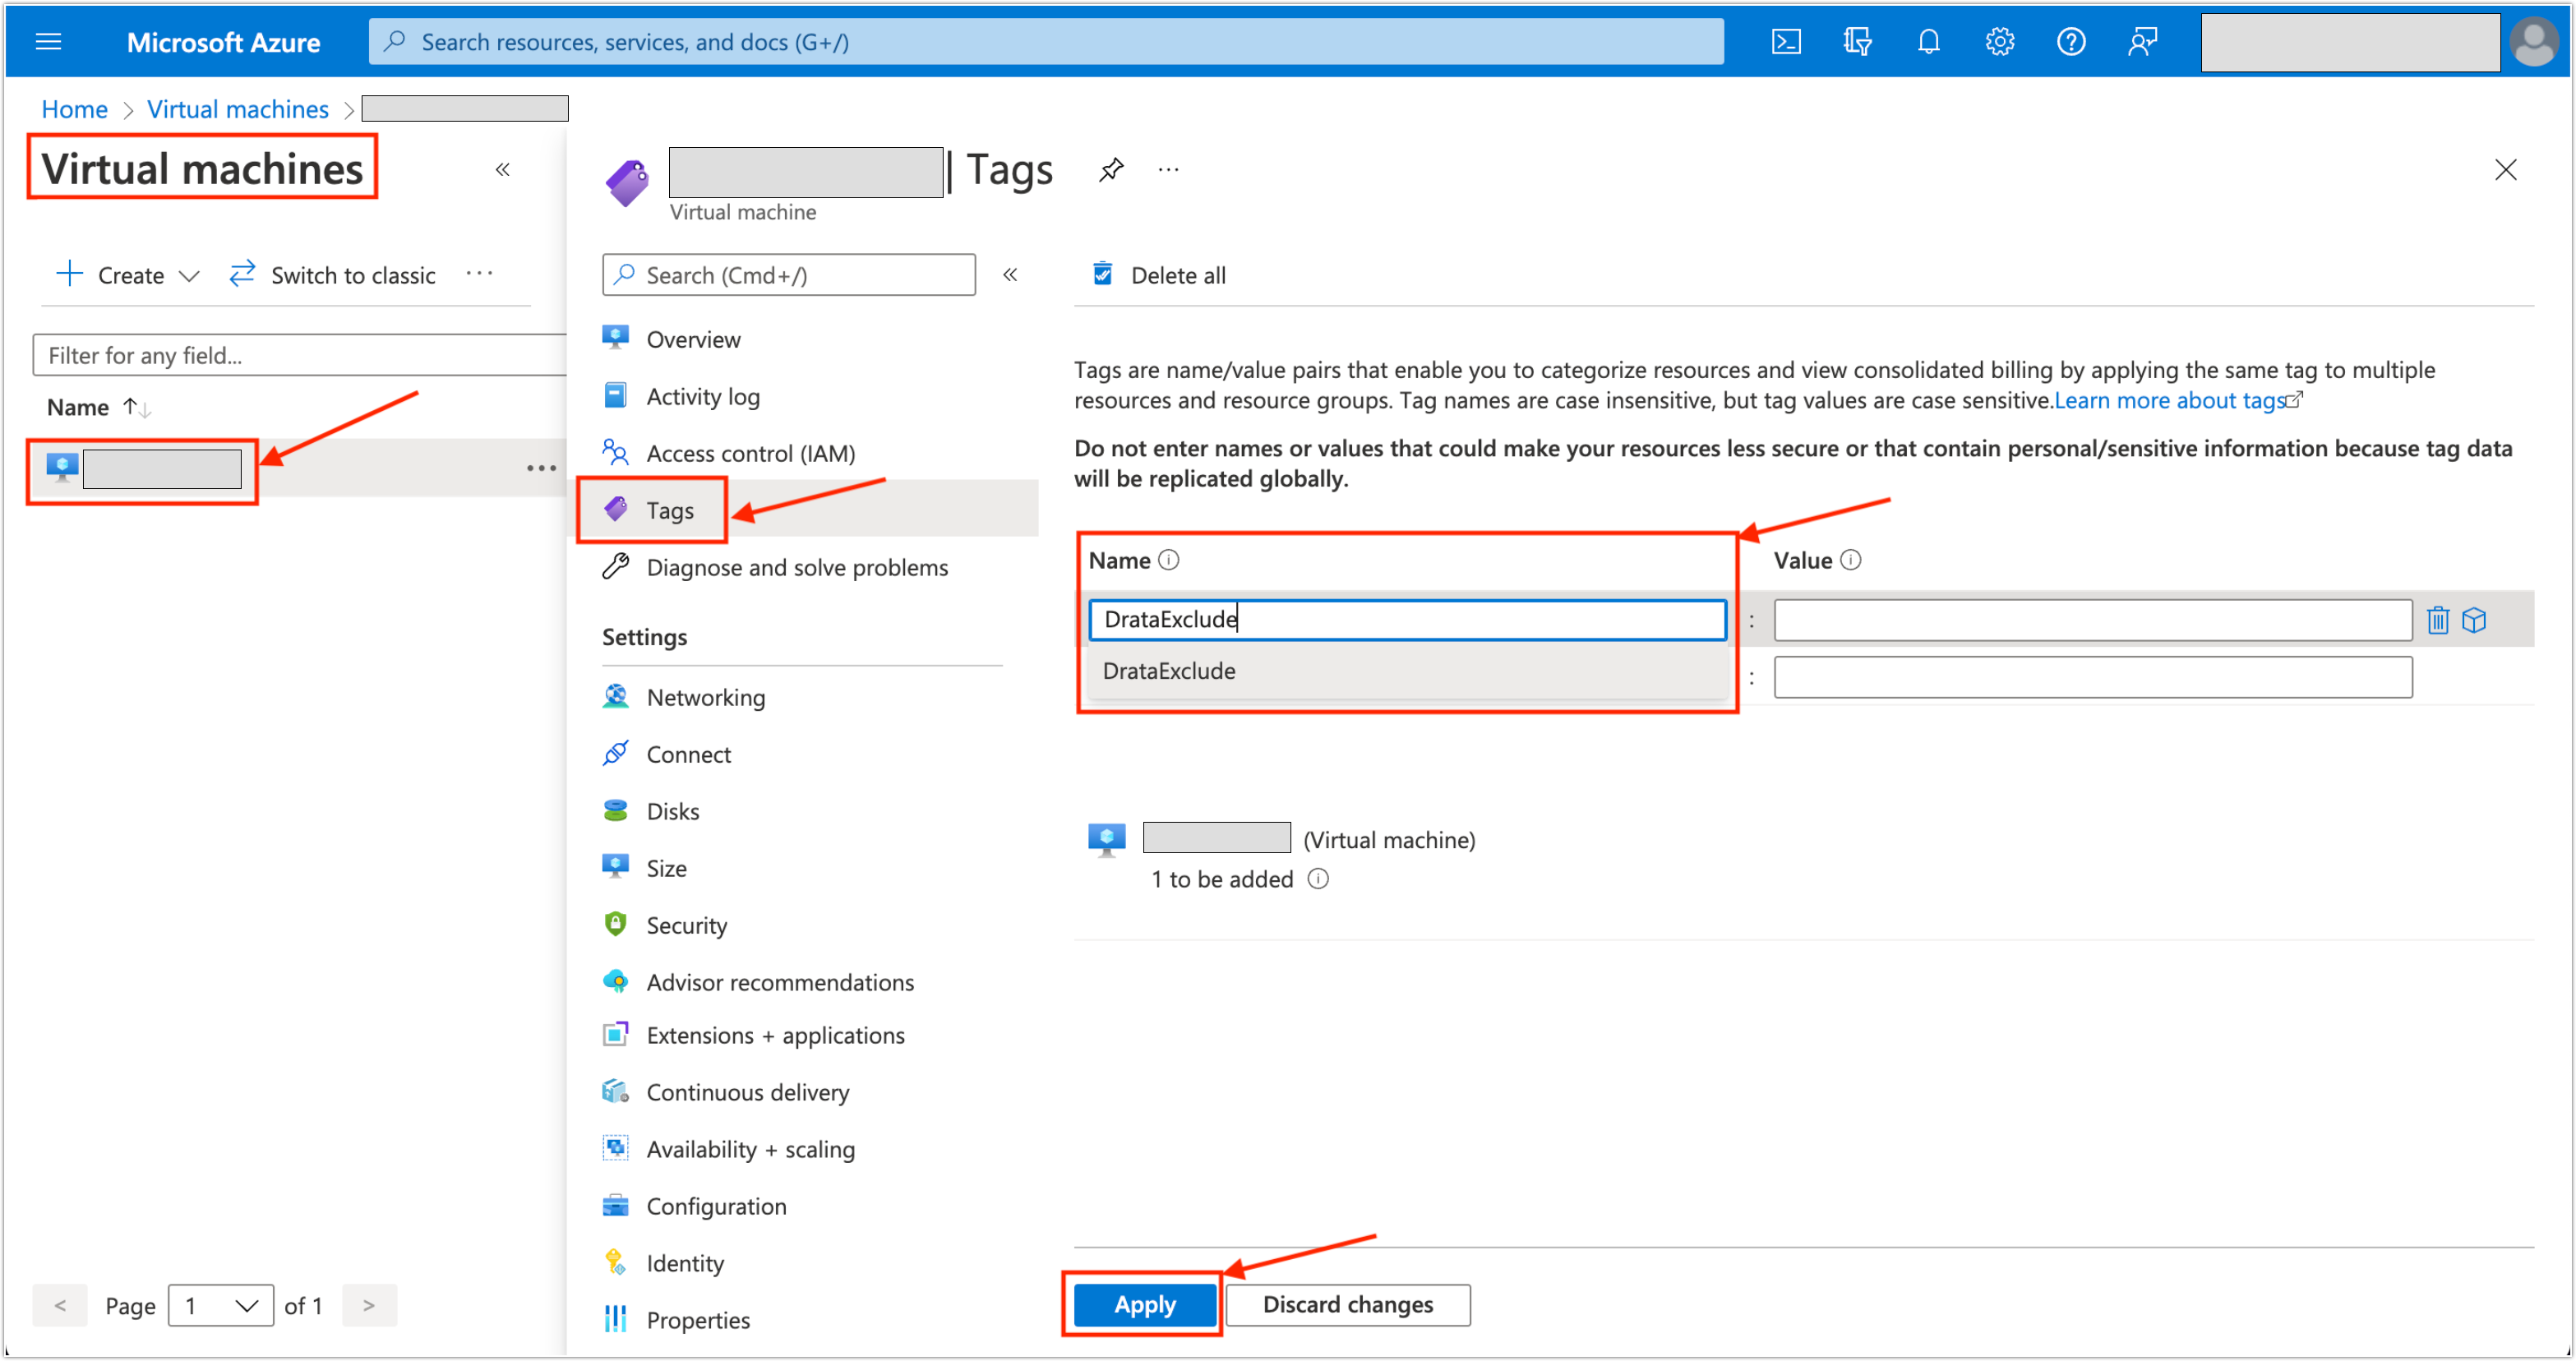 Microsoft Azure
Search resources, services, and docs (G+/)
Home > Virtual machines >
Virtual machines
«
| Tags
...
Virtual machine
+ Create
Switch to classic
...
Search (Cmd+/)
«
Delete all
Filter for any field...
Name ↑↓
...
Overview
Activity log
Access control (IAM)
Tags
Diagnose and solve problems
Settings
Networking
Connect
Disks
Size
Security
Advisor recommendations
Extensions + applications
Continuous delivery
Availability + scaling
Configuration
Identity
Properties
Tags are name/value pairs that enable you to categorize resources and view consolidated billing by applying the same tag to multiple
resources and resource groups. Tag names are case insensitive, but tag values are case sensitive.Learn more about tags
Do not enter names or values that could make your resources less secure or that contain personal/sensitive information because tag data
will be replicated globally.
Name
Value
DrataExclude
:
DrataExclude
:
(Virtual machine)
1 to be added
< Page 1 of 1 >
Apply
Discard changes